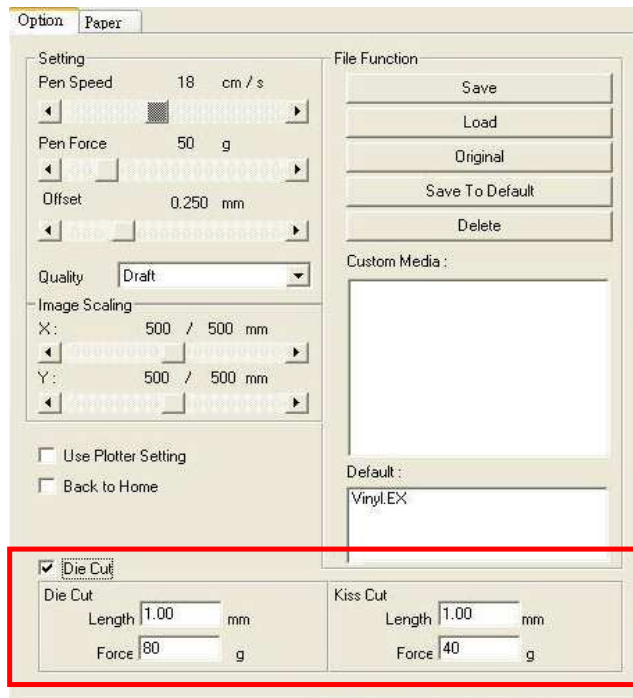 Option Paper
Setting
Pen Speed 18 cm / s
Pen Force 50 g
Offset 0.250 mm
Quality Draft
Image Scaling
X : 500 / 500 mm
Y : 500 / 500 mm
Use Plotter Setting
Back to Home
File Function
Save
Load
Original
Save To Default
Delete
Custom Media :
Default :
Vinyl.EX
Die Cut
Die Cut
Length 1.00 mm
Force 80 g
Kiss Cut
Length 1.00 mm
Force 40 g